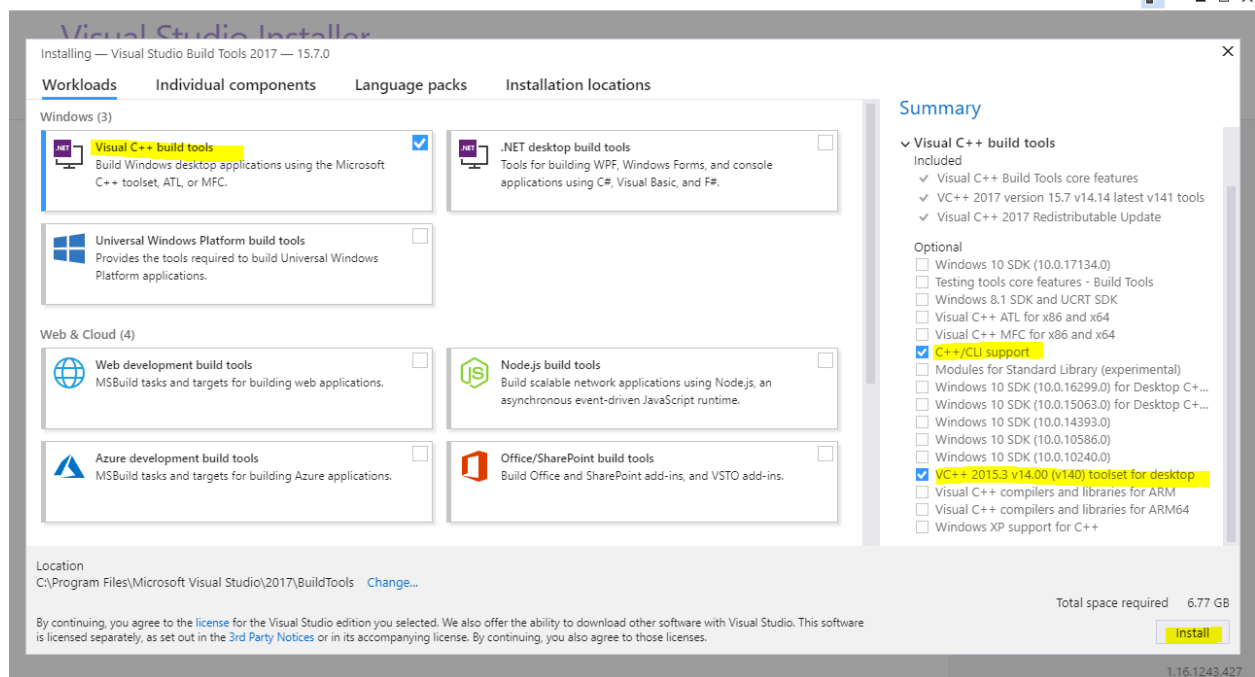 Visual Studio Installer
Installing — Visual Studio Build Tools 2017 — 15.7.0
Workloads
Individual components
Language packs
Installation locations
Windows (3)
.NET
Visual C++ build tools
Build Windows desktop applications using the Microsoft
C++ toolset, ATL, or MFC.
.NET
.NET desktop build tools
Tools for building WPF, Windows Forms, and console
applications using C#, Visual Basic, and F#.
Universal Windows Platform build tools
Provides the tools required to build Universal Windows
Platform applications.
Web & Cloud (4)
Web development build tools
MSBuild tasks and targets for building web applications.
JS
Node.js build tools
Build scalable network applications using Node.js, an
asynchronous event-driven JavaScript runtime.
Azure development build tools
MSBuild tasks and targets for building Azure applications.
Office/SharePoint build tools
Build Office and SharePoint add-ins, and VSTO add-ins.
Summary
Visual C++ build tools
Included
Visual C++ Build Tools core features
VC++ 2017 version 15.7 v14.14 latest v141 tools
Visual C++ 2017 Redistributable Update
Optional
Windows 10 SDK (10.0.17134.0)
Testing tools core features - Build Tools
Windows 8.1 SDK and UCRT SDK
Visual C++ ATL for x86 and x64
Visual C++ MFC for x86 and x64
C++/CLI support
Modules for Standard Library (experimental)
Windows 10 SDK (10.0.16299.0) for Desktop C+...
Windows 10 SDK (10.0.15063.0) for Desktop C+...
Windows 10 SDK (10.0.14393.0)
Windows 10 SDK (10.0.10586.0)
Windows 10 SDK (10.0.10240.0)
VC++ 2015.3 v14.00 (v140) toolset for desktop
Visual C++ compilers and libraries for ARM
Visual C++ compilers and libraries for ARM64
Windows XP support for C++
Location
C:\Program Files\Microsoft Visual Studio\2017\BuildTools Change...
Total space required 6.77 GB
By continuing, you agree to the license for the Visual Studio edition you selected. We also offer the ability to download other software with Visual Studio. This software
is licensed separately, as set out in the 3rd Party Notices or in its accompanying license. By continuing, you also agree to those licenses.
Install
1.16.1243.427